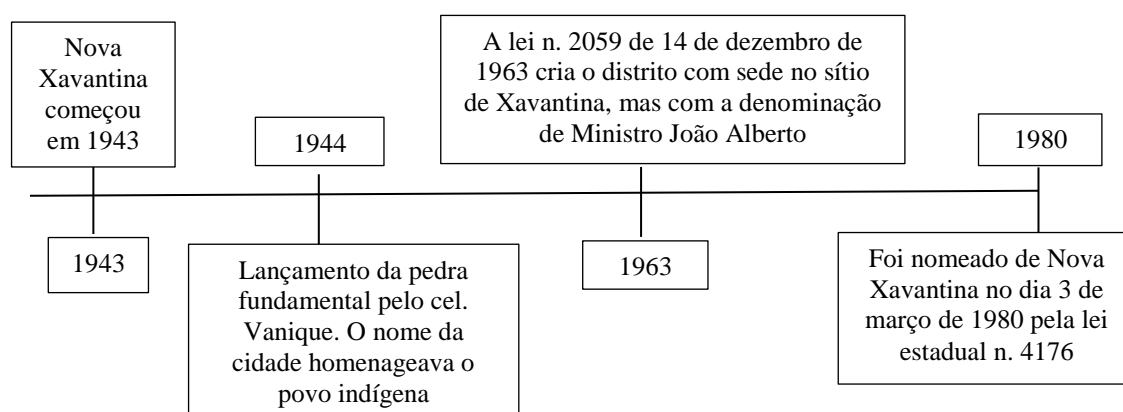 Nova
Xavantina
começou
em 1943
1943
1944
Lançamento da pedra
fundamental pelo cel.
Vanique. O nome da
cidade homenageava o
povo indígena
A lei n. 2059 de 14 de dezembro de
1963 cria o distrito com sede no sítio
de Xavantina, mas com a denominação
de Ministro João Alberto
1963
1980
Foi nomeado de Nova
Xavantina no dia 3 de
março de 1980 pela lei
estadual n. 4176